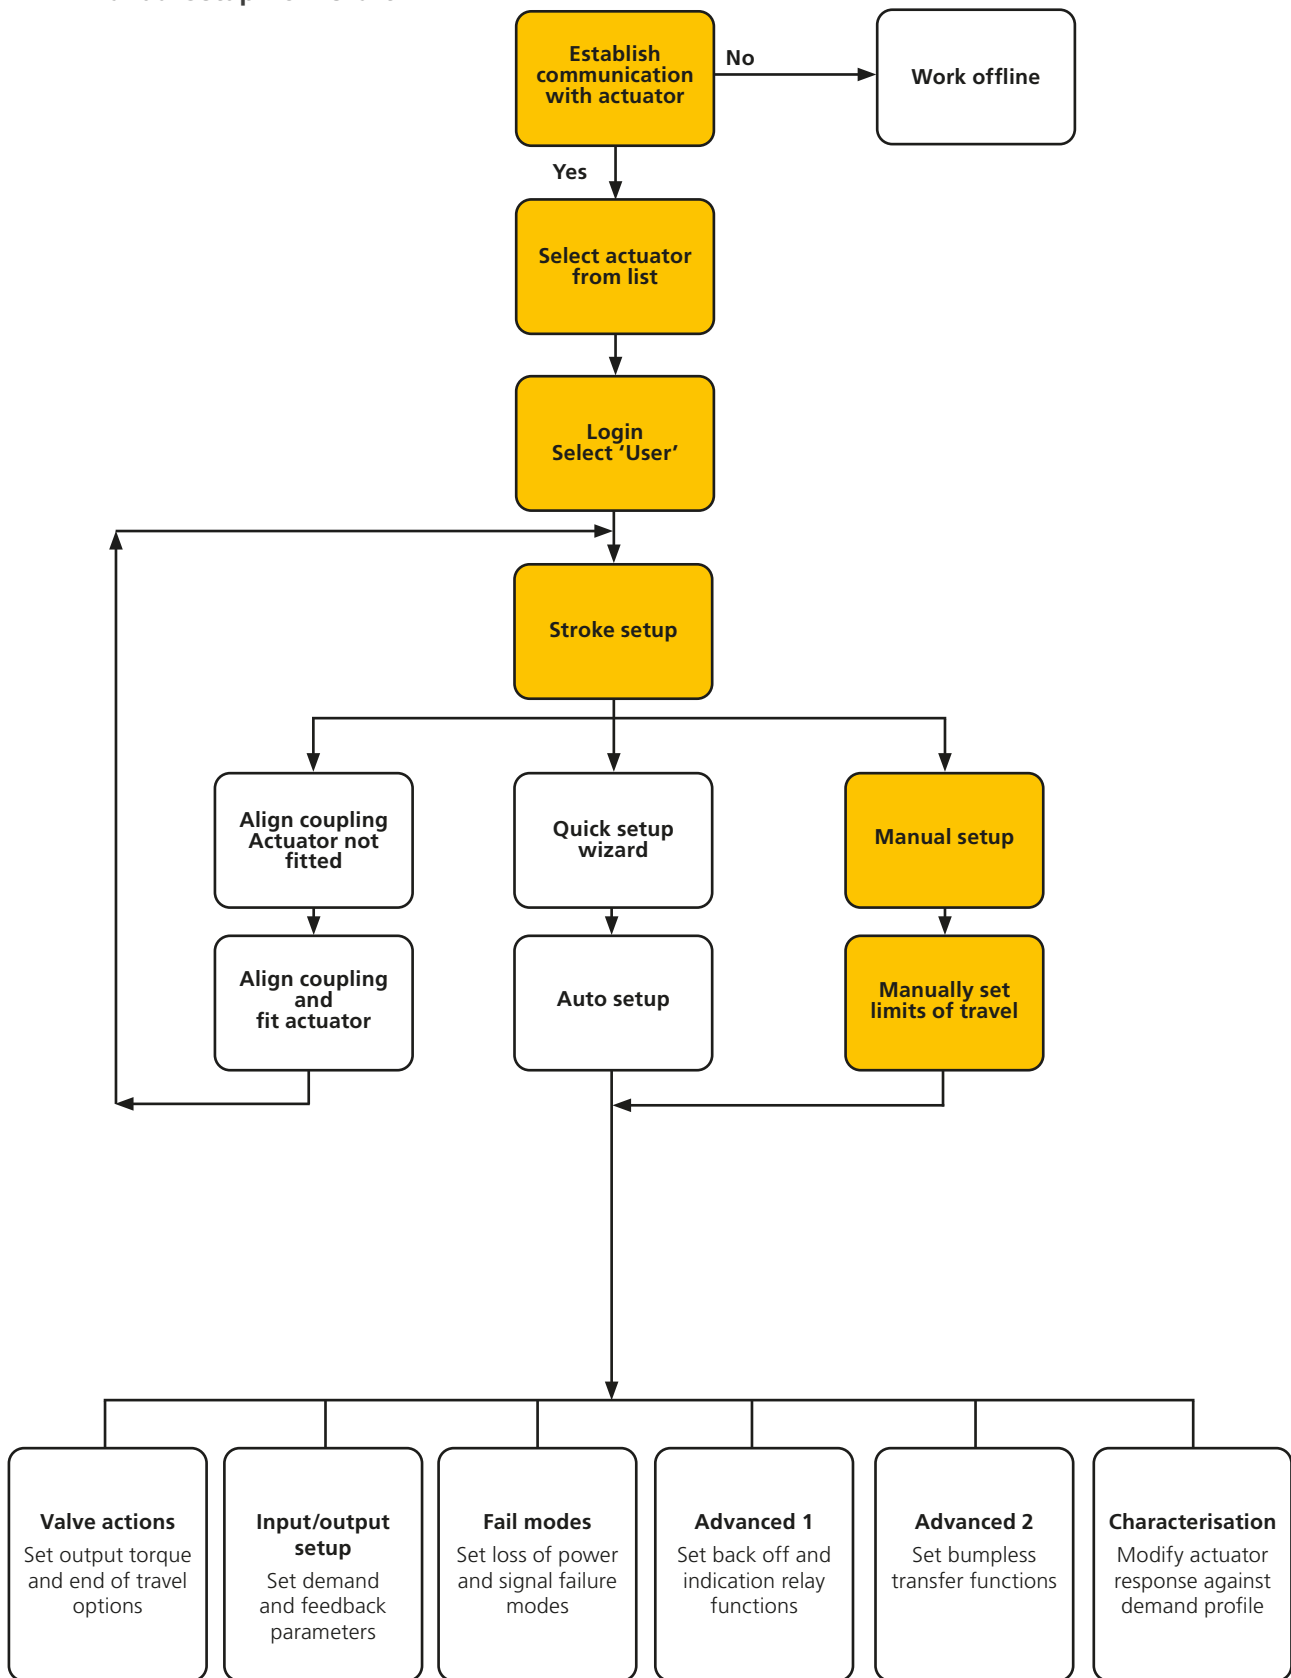 Establish
communication
with actuator
No
Work offline
Yes
Select actuator
from list
Login
Select ‘User’
Stroke setup
Align coupling
Actuator not
fitted
Quick setup
wizard
Manual setup
Align coupling
and
fit actuator
Auto setup
Manually set
limits of travel
Valve actions
Set output torque
and end of travel
options
Input/output
setup
Set demand
and feedback
parameters
Fail modes
Set loss of power
and signal failure
modes
Advanced 1
Set back off and
indication relay
functions
Advanced 2
Set bumpless
transfer functions
Characterisation
Modify actuator
response against
demand profile